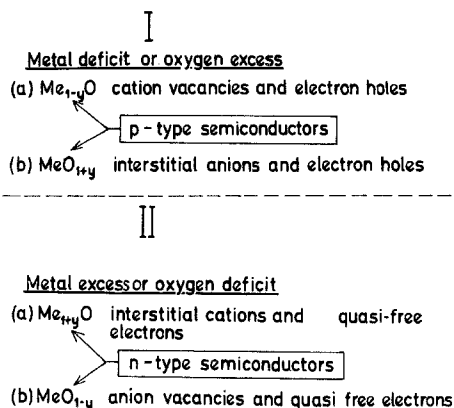 I
Metal deficit or oxygen excess
(a) Me₁₋yO cation vacancies and electron holes
p-type semiconductors
(b) MeO₁₊y interstitial anions and electron holes
II
Metal excess or oxygen deficit
(a) Me₁₊yO interstitial cations and quasi-free
electrons
n-type semiconductors
(b) MeO₁₋y anion vacancies and quasi free electrons